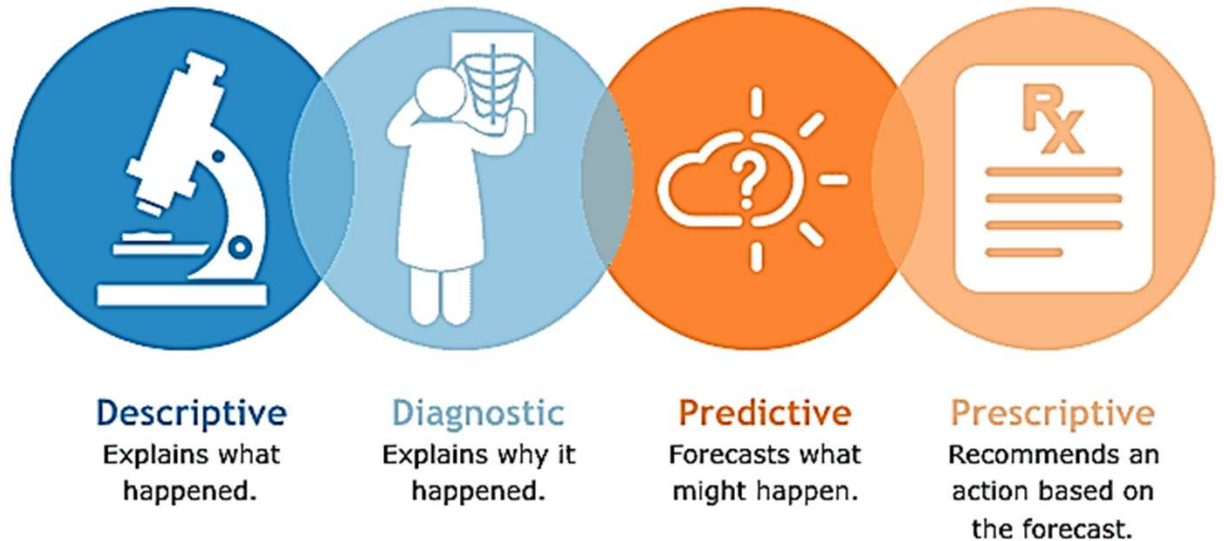 ?
Rx
Descriptive
Explains what
happened.
Diagnostic
Explains why it
happened.
Predictive
Forecasts what
might happen.
Prescriptive
Recommends an
action based on
the forecast.